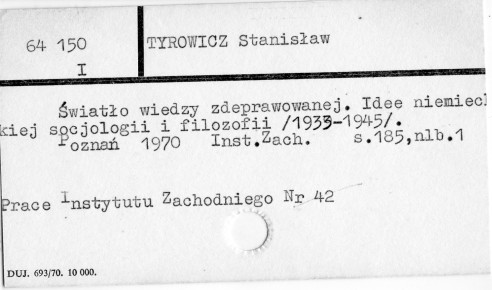 64 150
I
TYROWICZ Stanisław
Światło wiedzy zdeprawowanej. Idee niemiec
kiej socjologii i filozofii /1933-1945/.
Poznań 1970 Inst.Zach. s.185,nlb.1
Prace Instytutu Zachodniego Nr 42
DUJ. 693/70. 10 000.